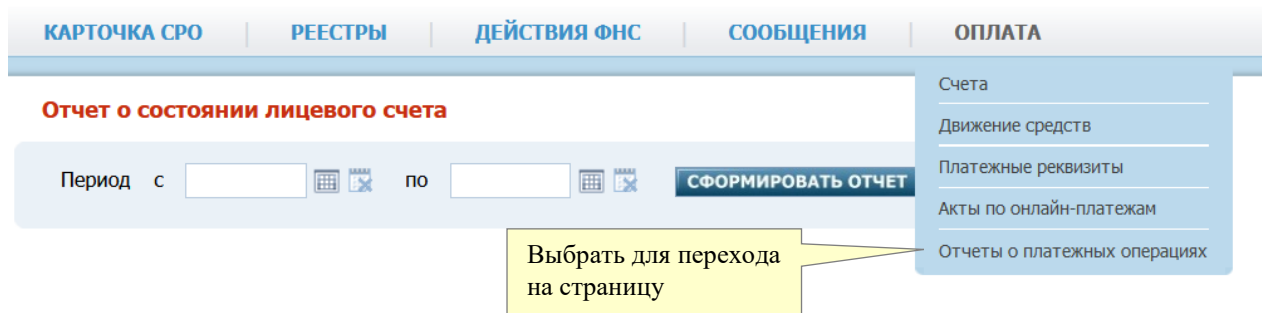 КАРТОЧКА СРО РЕЕСТРЫ ДЕЙСТВИЯ ФНС СООБЩЕНИЯ ОПЛАТА
Счета
Отчет о состоянии лицевого счета
Движение средств
Период с по СФОРМИРОВАТЬ ОТЧЕТ
Платежные реквизиты
Акты по онлайн-платежам
Отчеты о платежных операциях
Выбрать для перехода
на страницу